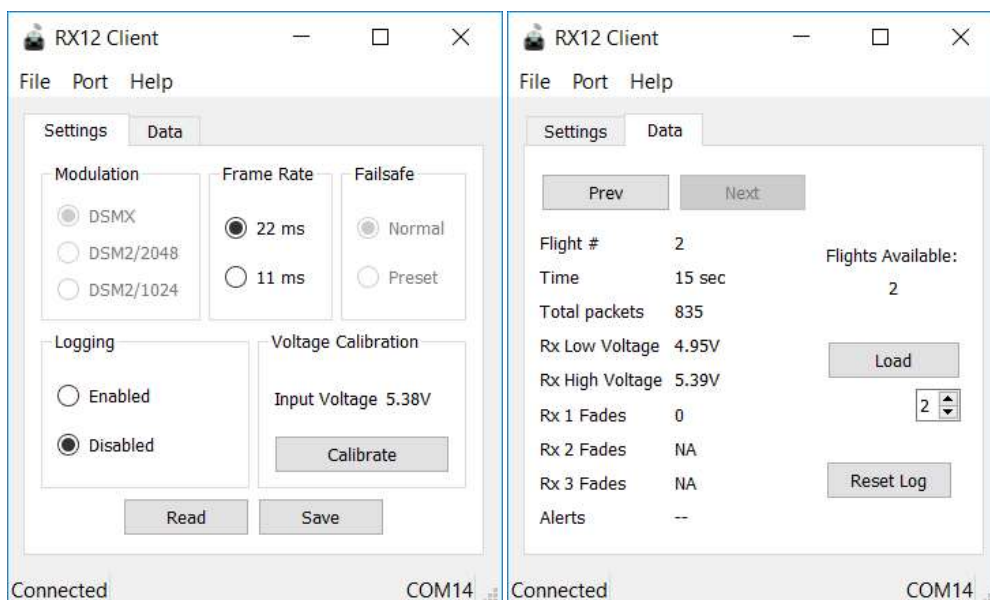 RX12 Client
File Port Help
Settings Data
Modulation
DSMX
DSM2/2048
DSM2/1024
Frame Rate
22 ms
11 ms
Failsafe
Normal
Preset
Logging
Enabled
Disabled
Voltage Calibration
Input Voltage 5.38V
Calibrate
Read Save
Connected COM14
RX12 Client
File Port Help
Settings Data
Prev Next
Flight # 2
Time 15 sec
Total packets 835
Rx Low Voltage 4.95V
Rx High Voltage 5.39V
Rx 1 Fades 0
Rx 2 Fades NA
Rx 3 Fades NA
Alerts --
Flights Available:
2
Load
2
Reset Log
Connected COM14